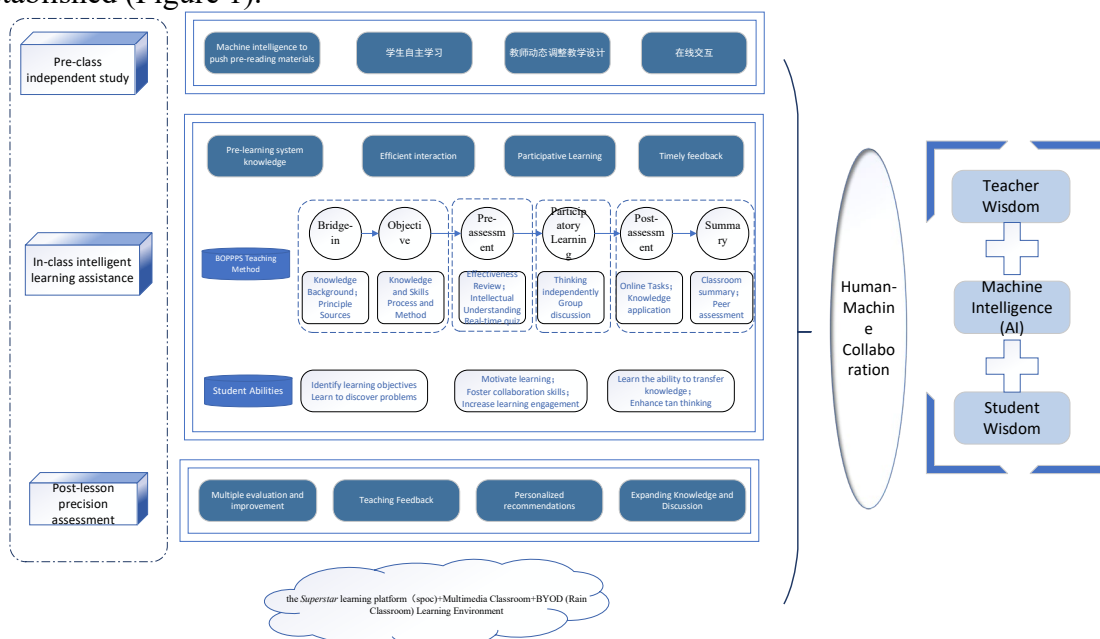 tablished (Figure 1).
Pre-class
independent study
Machine intelligence to
push pre-reading materials
学生自主学习
教师动态调整教学设计
在线交互
In-class intelligent
learning assistance
Pre-learning system
knowledge
Efficient interaction
Participative Learning
Timely feedback
BOPPPS Teaching
Method
Bridge-
in
Objec
tive
Pre-
assessm
ent
Particip
atory
Learnin
g
Post-
assessm
ent
Summa
ry
Knowledge
Background；
Principle
Sources
Knowledge
and Skills
Process and
Method
Effectiveness
Review；
Intellectual
Understanding
Real-time quiz
Thinking
independently
Group
discussion
Online Tasks；
Knowledge
application
Classroom
summary；
Peer
assessment
Student Abilities
Identify learning objectives
Learn to discover problems
Motivate learning；
Foster collaboration skills；
Increase learning engagement
Learn the ability to transfer
knowledge；
Enhance tan thinking
Post-lesson
precision
assessment
Multiple evaluation and
improvement
Teaching Feedback
Personalized
recommendations
Expanding Knowledge and
Discussion
the Superstar learning platform（spoc)+Multimedia Classroom+BYOD (Rain
Classroom) Learning Environment
Human-
Machin
e
Collabo
ration
Teacher
Wisdom
Machine
Intelligence
(AI)
Student
Wisdom